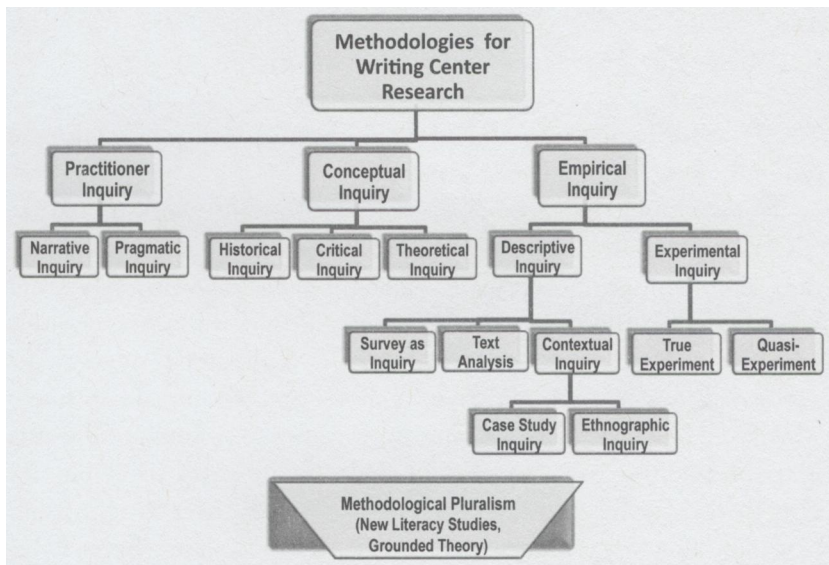 Methodologies for
Writing Center
Research
Practitioner
Inquiry
Conceptual
Inquiry
Empirical
Inquiry
Narrative
Inquiry
Pragmatic
Inquiry
Historical
Inquiry
Critical
Inquiry
Theoretical
Inquiry
Descriptive
Inquiry
Experimental
Inquiry
Survey as
Inquiry
Text
Analysis
Contextual
Inquiry
True
Experiment
Quasi-
Experiment
Case Study
Inquiry
Ethnographic
Inquiry
Methodological Pluralism
(New Literacy Studies,
Grounded Theory)